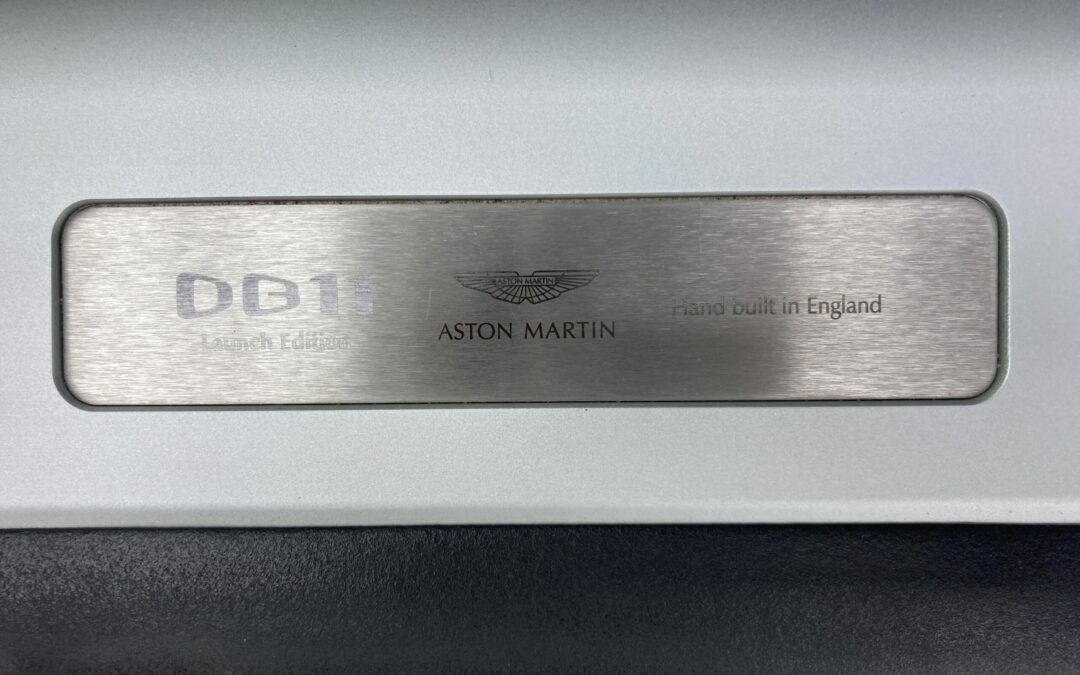 DB11
Launch Edition
ASTON MARTIN
ASTON MARTIN
Hand built in England